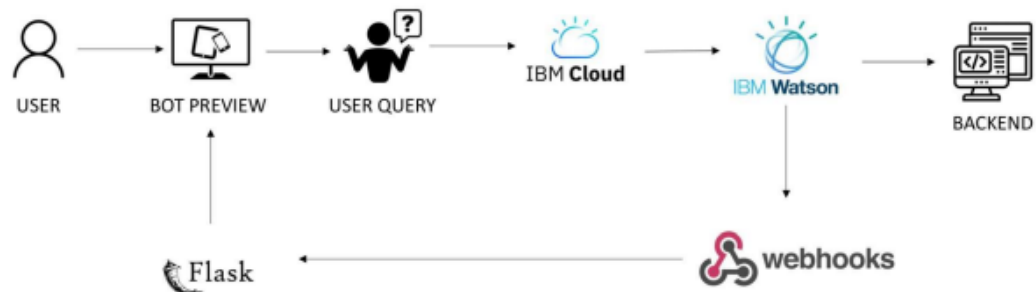 ?
IBM Cloud
</>
USER
BOT PREVIEW
USER QUERY
IBM Watson
BACKEND
Flask
webhooks